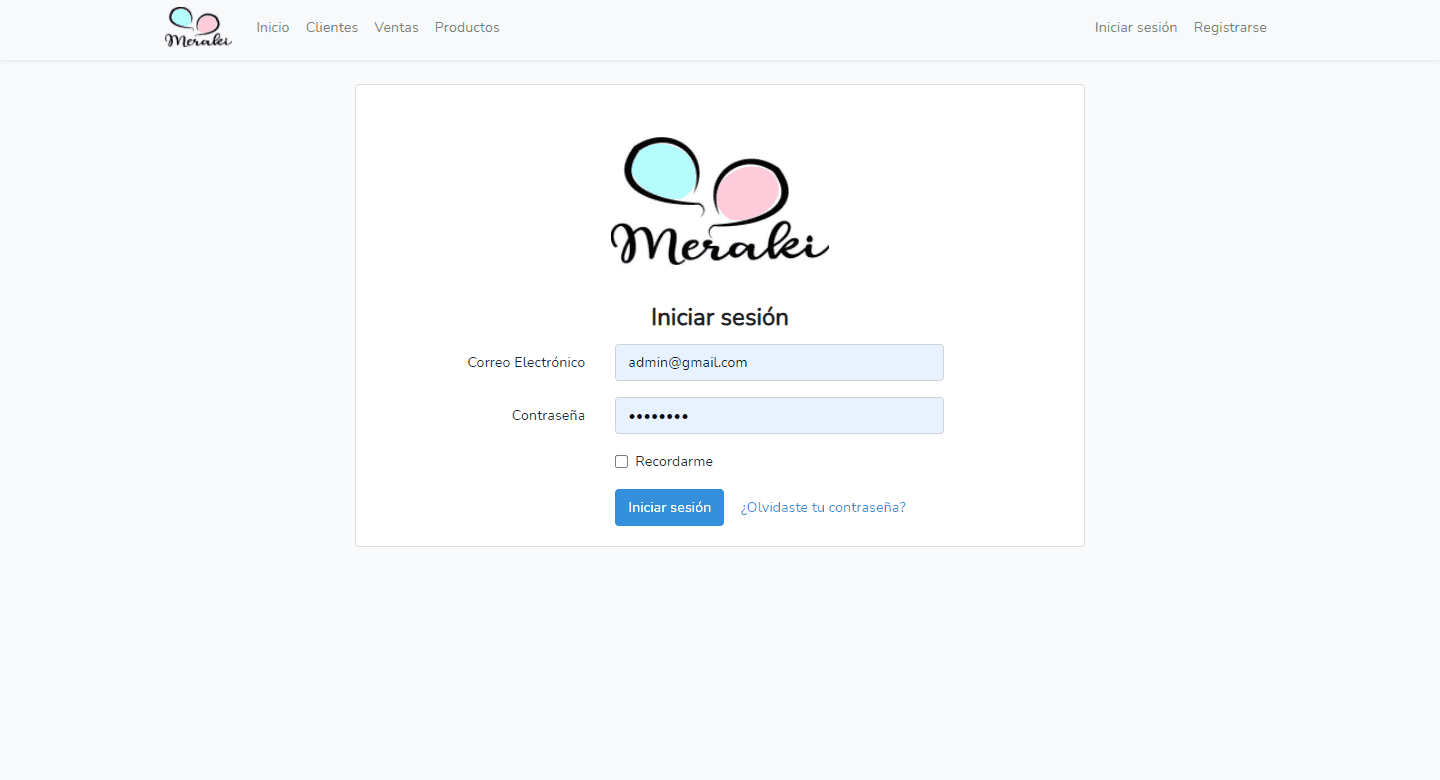 Meraki Inicio Clientes Ventas Productos Iniciar sesión Registrarse
Meraki
Iniciar sesión
Correo Electrónico admin@gmail.com
Contraseña ••••••••
Recordarme
Iniciar sesión ¿Olvidaste tu contraseña?